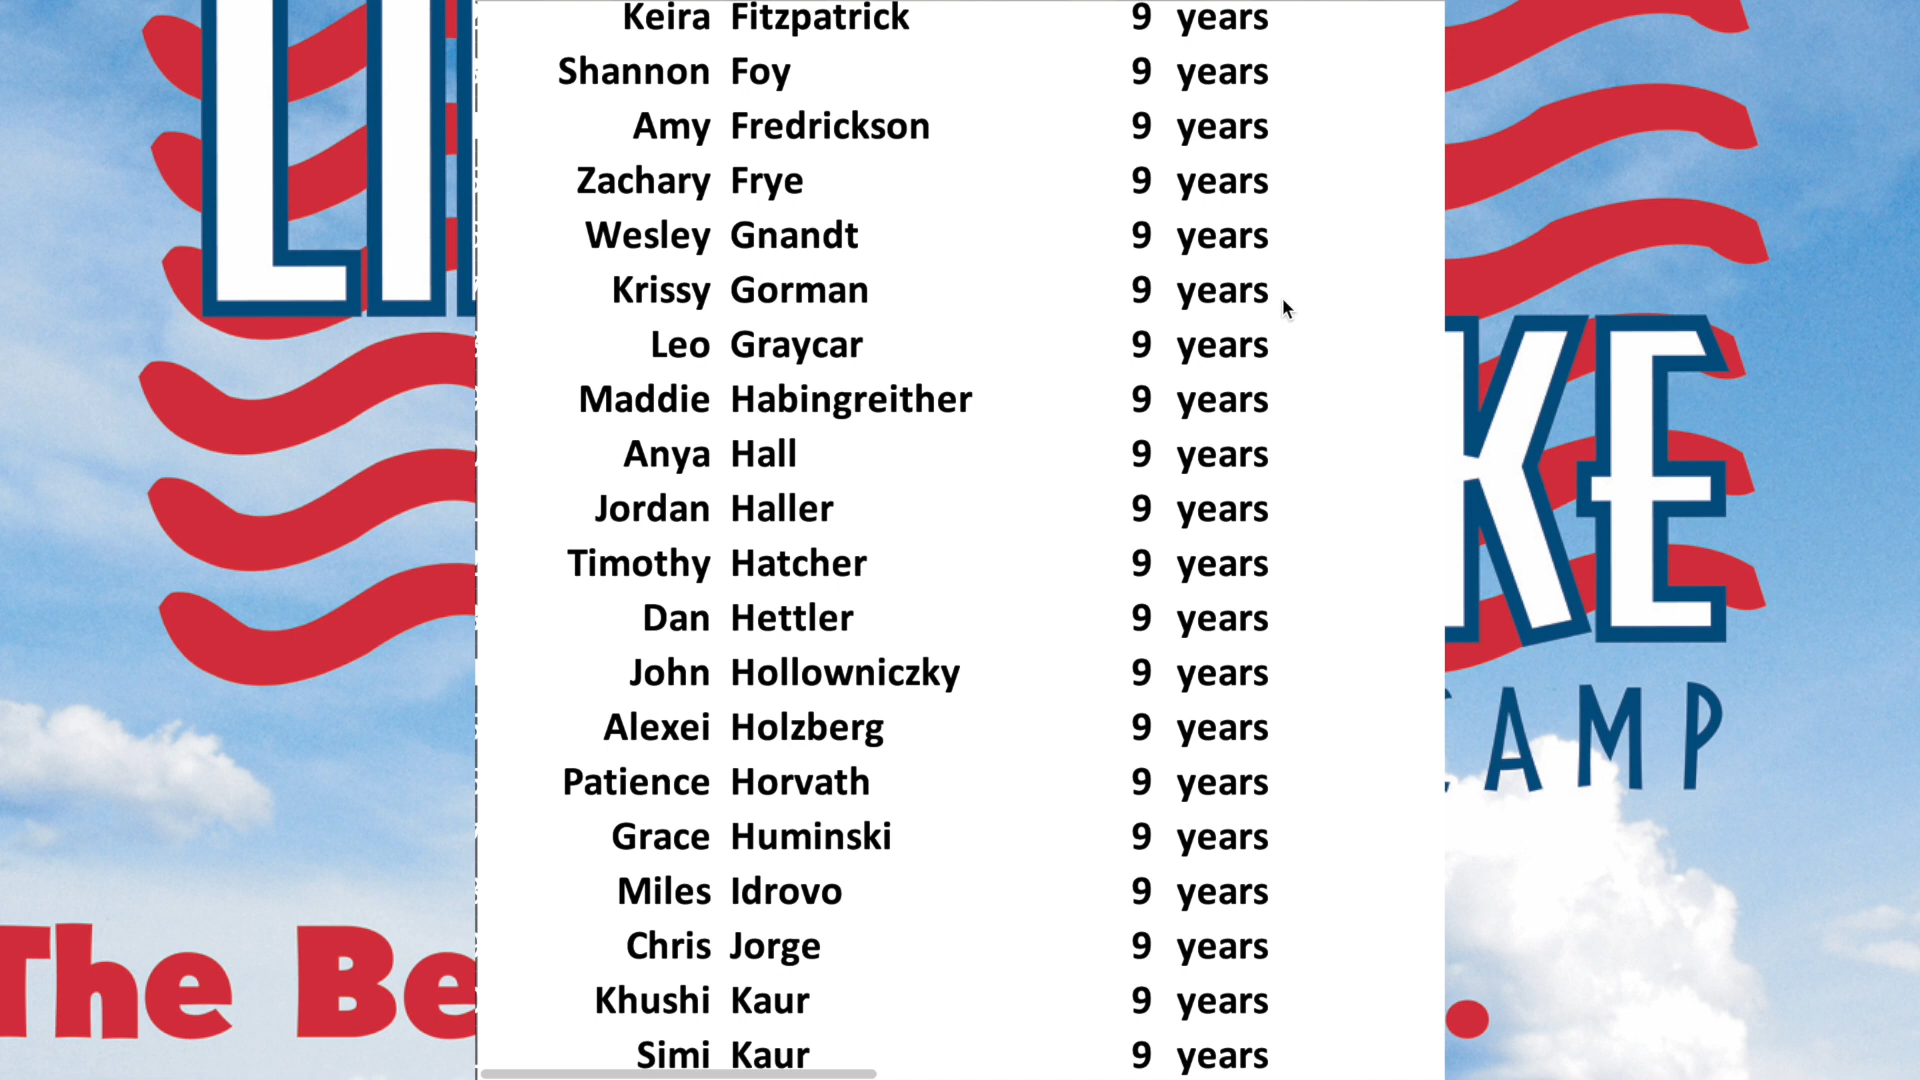 LI
Keira Fitzpatrick 9 years
Shannon Foy 9 years
Amy Fredrickson 9 years
Zachary Frye 9 years
Wesley Gnandt 9 years
Krissy Gorman 9 years
Leo Graycar 9 years
Maddie Habingreither 9 years
Anya Hall 9 years
Jordan Haller 9 years
Timothy Hatcher 9 years
Dan Hettler 9 years
John Hollowniczky 9 years
Alexei Holzberg 9 years
Patience Horvath 9 years
Grace Huminski 9 years
Miles Idrovo 9 years
Chris Jorge 9 years
Khushi Kaur 9 years
Simi Kaur 9 years
KE
CAMP
The Be
.